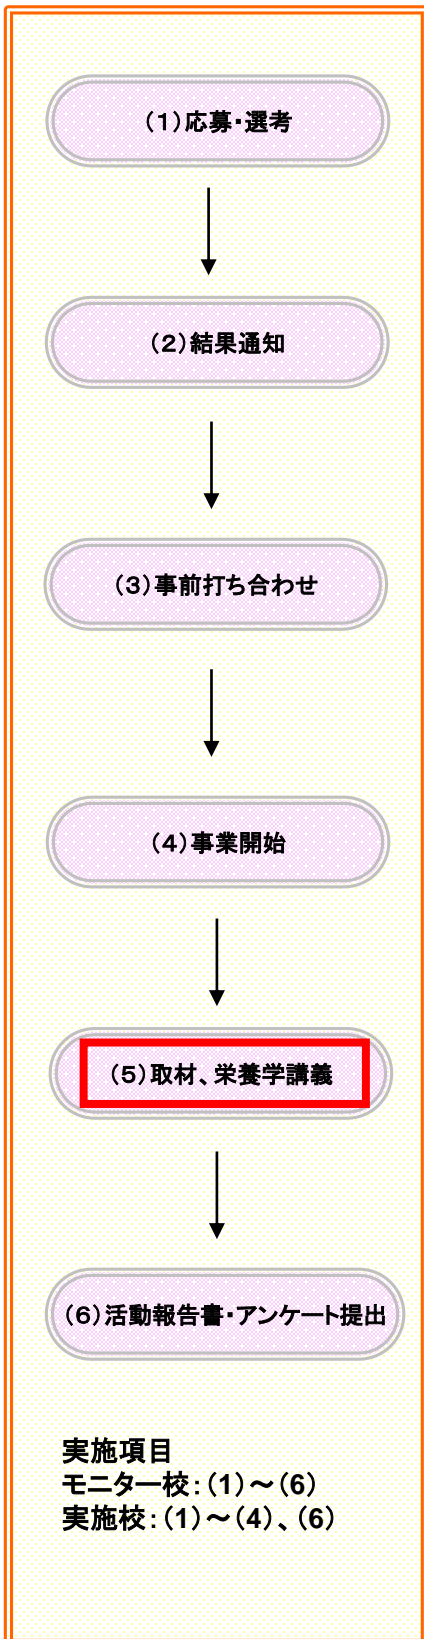 （１）応募・選考
（２）結果通知
（３）事前打ち合わせ
（４）事業開始
（５）取材、栄養学講義
（６）活動報告書・アンケート提出
実施項目
モニター校：（1）～（6）
実施校：（1）～（4）、（6）